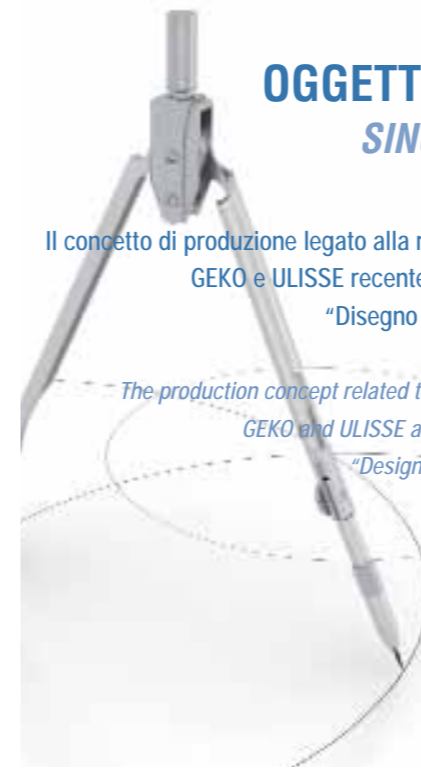 OGGETT
SIN
Il concetto di produzione legato alla r
GEKO e ULISSE recente
“Disegno
The production concept related t
GEKO and ULISSE a
“Design